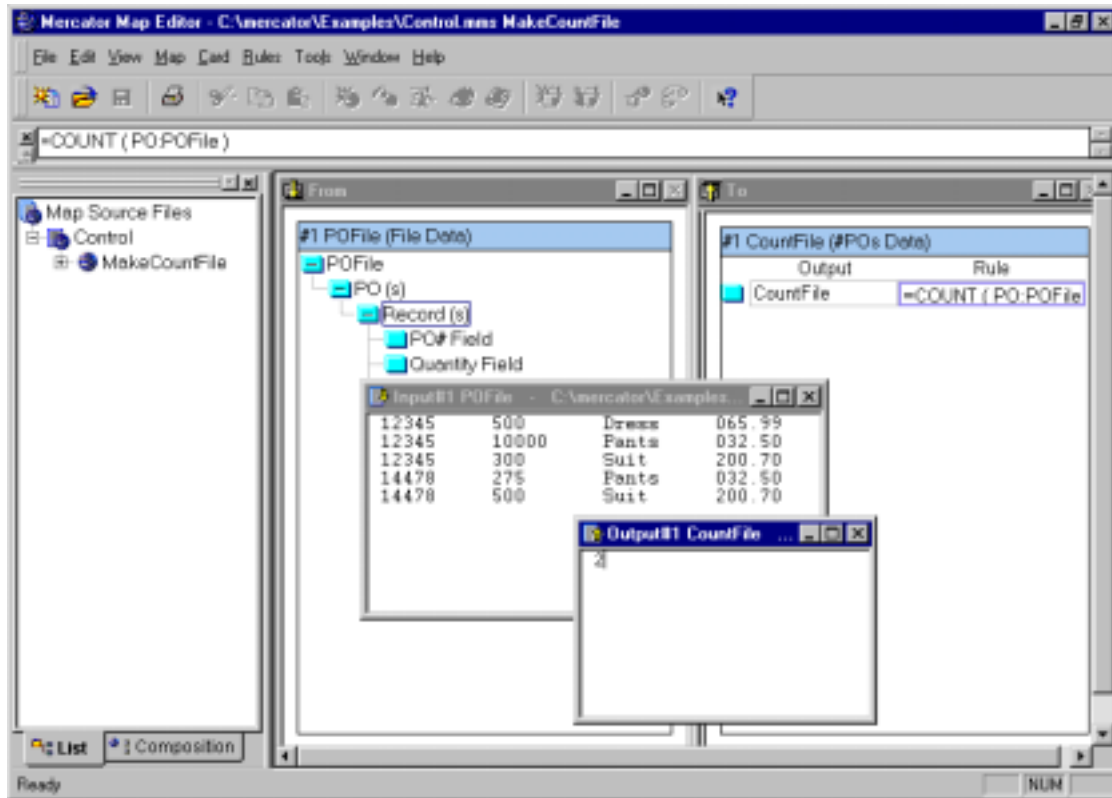 Mercator Map Editor - C:\mercator\Examples\Control.mms MakeCountFile
File Edit View Map Card Rules Tools Window Help
=COUNT ( PO:POFile )
Map Source Files
Control
MakeCountFile
List
Composition
From
#1 POFile (File Data)
POFile
PO (s)
Record (s)
PO# Field
Quantity Field
To
#1 CountFile (#POs Data)
Output Rule
CountFile =COUNT ( PO:POFile
Input#1 POFile - C:\mercator\Examples...
12345 500 Dress 065.99
12345 10000 Pants 032.50
12345 300 Suit 200.70
14478 275 Pants 032.50
14478 500 Suit 200.70
Output#1 CountFile ...
2
Ready
NUM